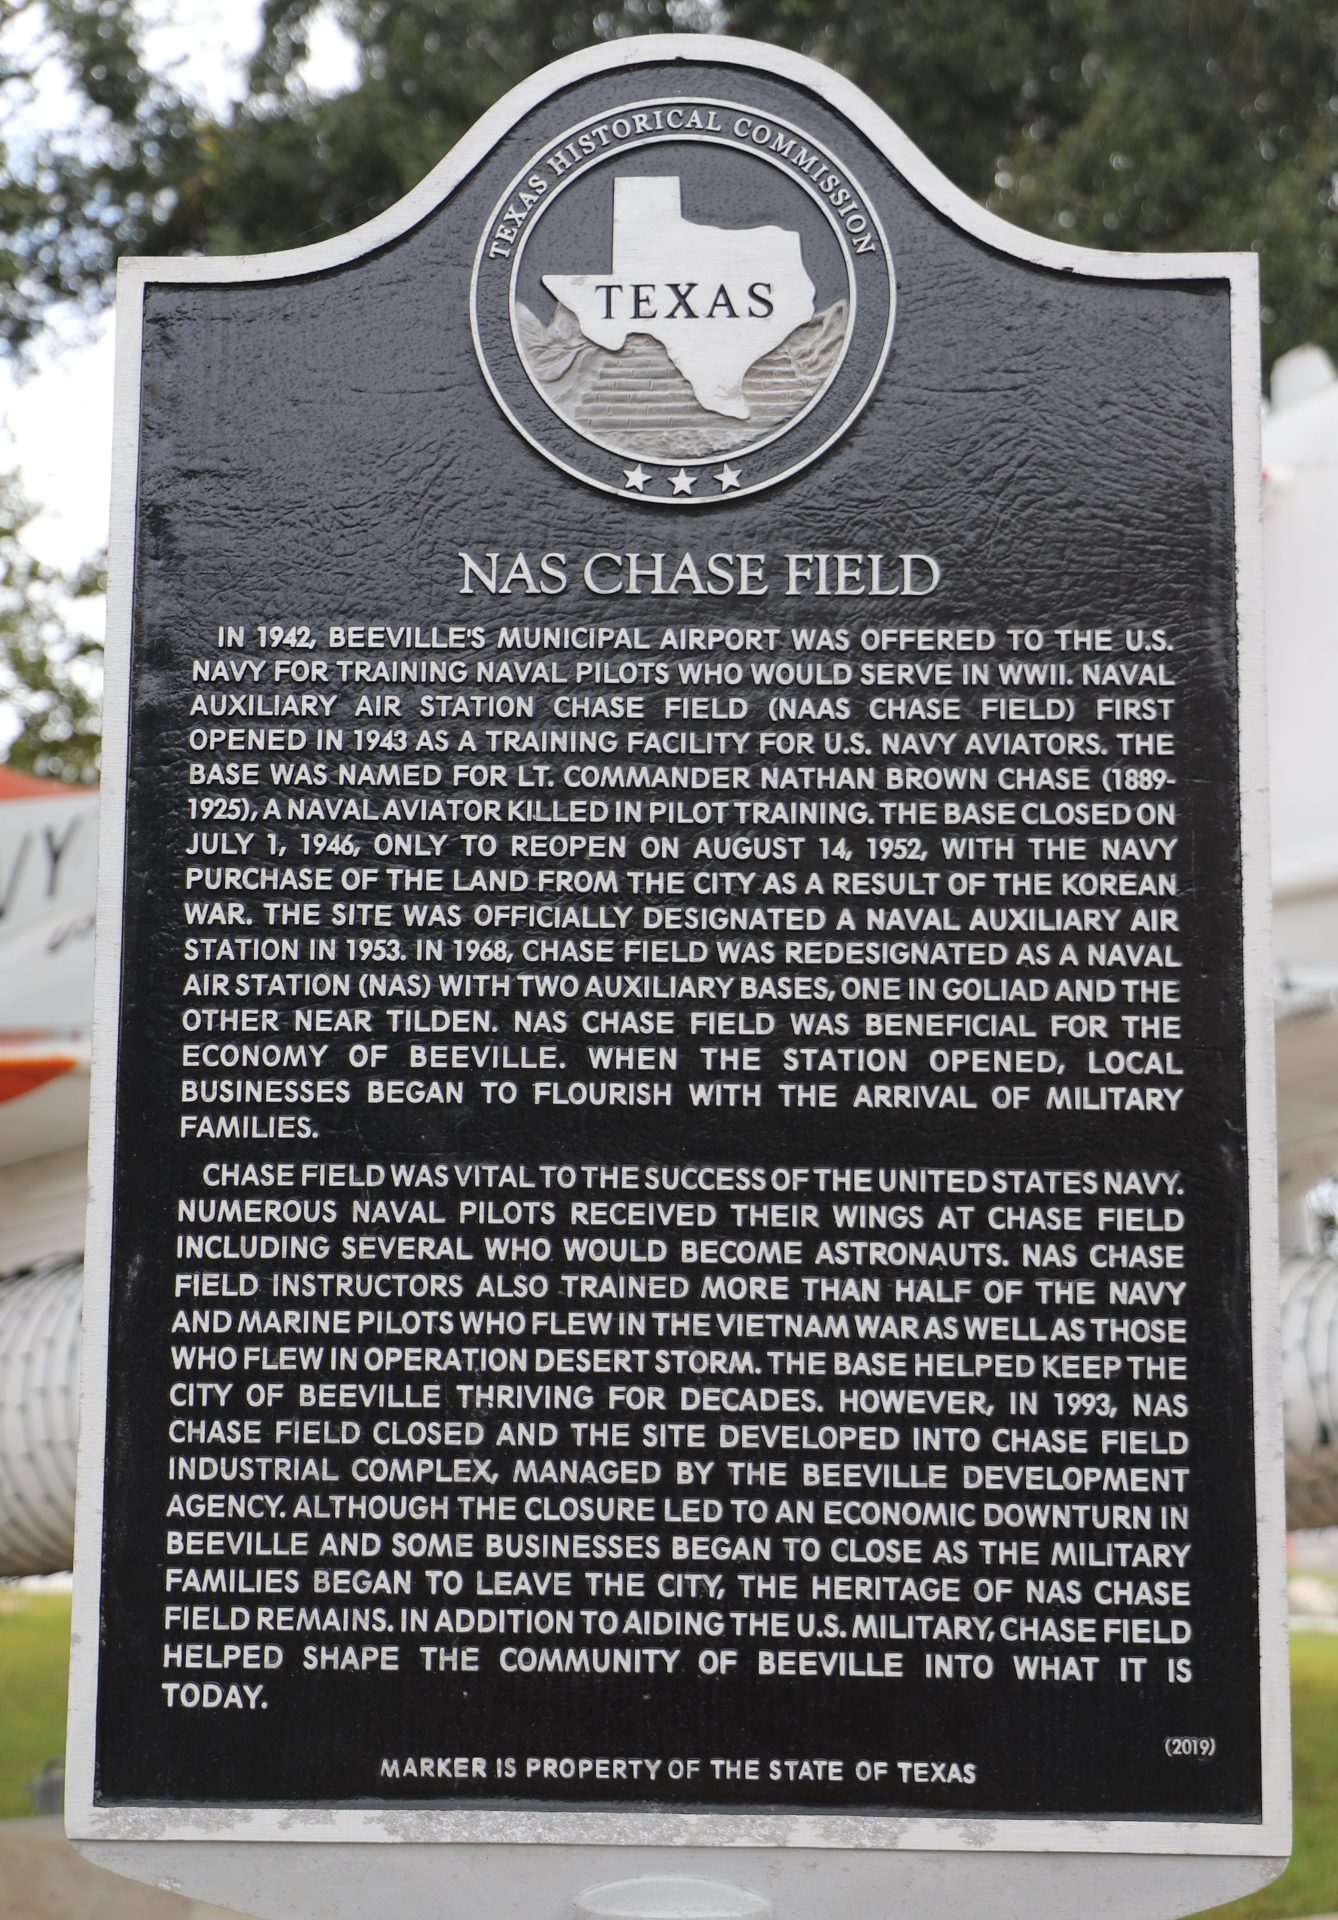 TEXAS HISTORICAL COMMISSION
TEXAS
NAS CHASE FIELD
IN 1942, BEEVILLE'S MUNICIPAL AIRPORT WAS OFFERED TO THE U.S.
NAVY FOR TRAINING NAVAL PILOTS WHO WOULD SERVE IN WWII. NAVAL
AUXILIARY AIR STATION CHASE FIELD (NAAS CHASE FIELD) FIRST
OPENED IN 1943 AS A TRAINING FACILITY FOR U.S. NAVY AVIATORS. THE
BASE WAS NAMED FOR LT. COMMANDER NATHAN BROWN CHASE (1889-
1925), A NAVAL AVIATOR KILLED IN PILOT TRAINING. THE BASE CLOSED ON
JULY 1, 1946, ONLY TO REOPEN ON AUGUST 14, 1952, WITH THE NAVY
PURCHASE OF THE LAND FROM THE CITY AS A RESULT OF THE KOREAN
WAR. THE SITE WAS OFFICIALLY DESIGNATED A NAVAL AUXILIARY AIR
STATION IN 1953. IN 1968, CHASE FIELD WAS REDESIGNATED AS A NAVAL
AIR STATION (NAS) WITH TWO AUXILIARY BASES, ONE IN GOLIAD AND THE
OTHER NEAR TILDEN. NAS CHASE FIELD WAS BENEFICIAL FOR THE
ECONOMY OF BEEVILLE. WHEN THE STATION OPENED, LOCAL
BUSINESSES BEGAN TO FLOURISH WITH THE ARRIVAL OF MILITARY
FAMILIES.
CHASE FIELD WAS VITAL TO THE SUCCESS OF THE UNITED STATES NAVY.
NUMEROUS NAVAL PILOTS RECEIVED THEIR WINGS AT CHASE FIELD
INCLUDING SEVERAL WHO WOULD BECOME ASTRONAUTS. NAS CHASE
FIELD INSTRUCTORS ALSO TRAINED MORE THAN HALF OF THE NAVY
AND MARINE PILOTS WHO FLEW IN THE VIETNAM WAR AS WELL AS THOSE
WHO FLEW IN OPERATION DESERT STORM. THE BASE HELPED KEEP THE
CITY OF BEEVILLE THRIVING FOR DECADES. HOWEVER, IN 1993, NAS
CHASE FIELD CLOSED AND THE SITE DEVELOPED INTO CHASE FIELD
INDUSTRIAL COMPLEX, MANAGED BY THE BEEVILLE DEVELOPMENT
AGENCY. ALTHOUGH THE CLOSURE LED TO AN ECONOMIC DOWNTURN IN
BEEVILLE AND SOME BUSINESSES BEGAN TO CLOSE AS THE MILITARY
FAMILIES BEGAN TO LEAVE THE CITY, THE HERITAGE OF NAS CHASE
FIELD REMAINS. IN ADDITION TO AIDING THE U.S. MILITARY, CHASE FIELD
HELPED SHAPE THE COMMUNITY OF BEEVILLE INTO WHAT IT IS
TODAY.
(2019)
MARKER IS PROPERTY OF THE STATE OF TEXAS